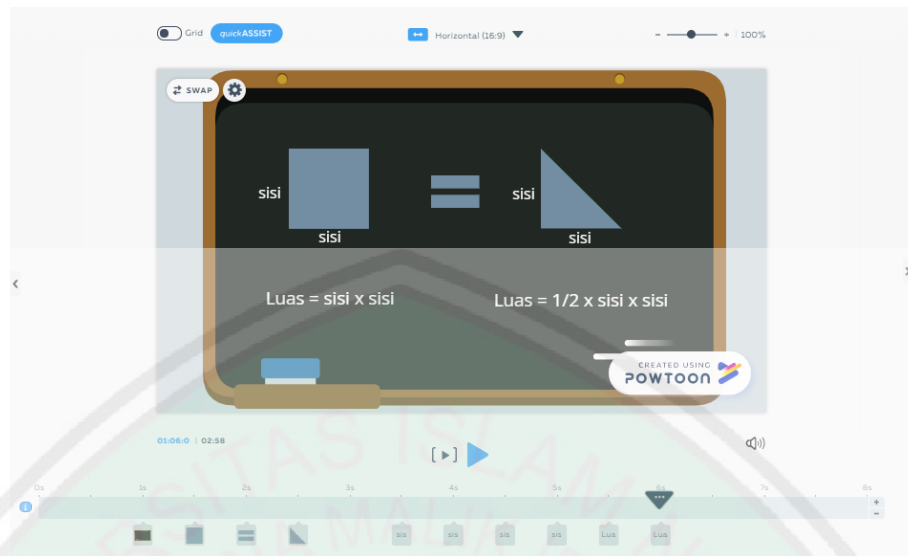 Grid quickASSIST Horizontal (16:9) - + 100%
SWAP
sisi sisi
sisi sisi
Luas = sisi x sisi Luas = 1/2 x sisi x sisi
CREATED USING
POWTOON
01:06:0 | 02:58
0s 1s 2s 3s 4s 5s 6s 7s 8s
sis sis sis sis Lua Lua